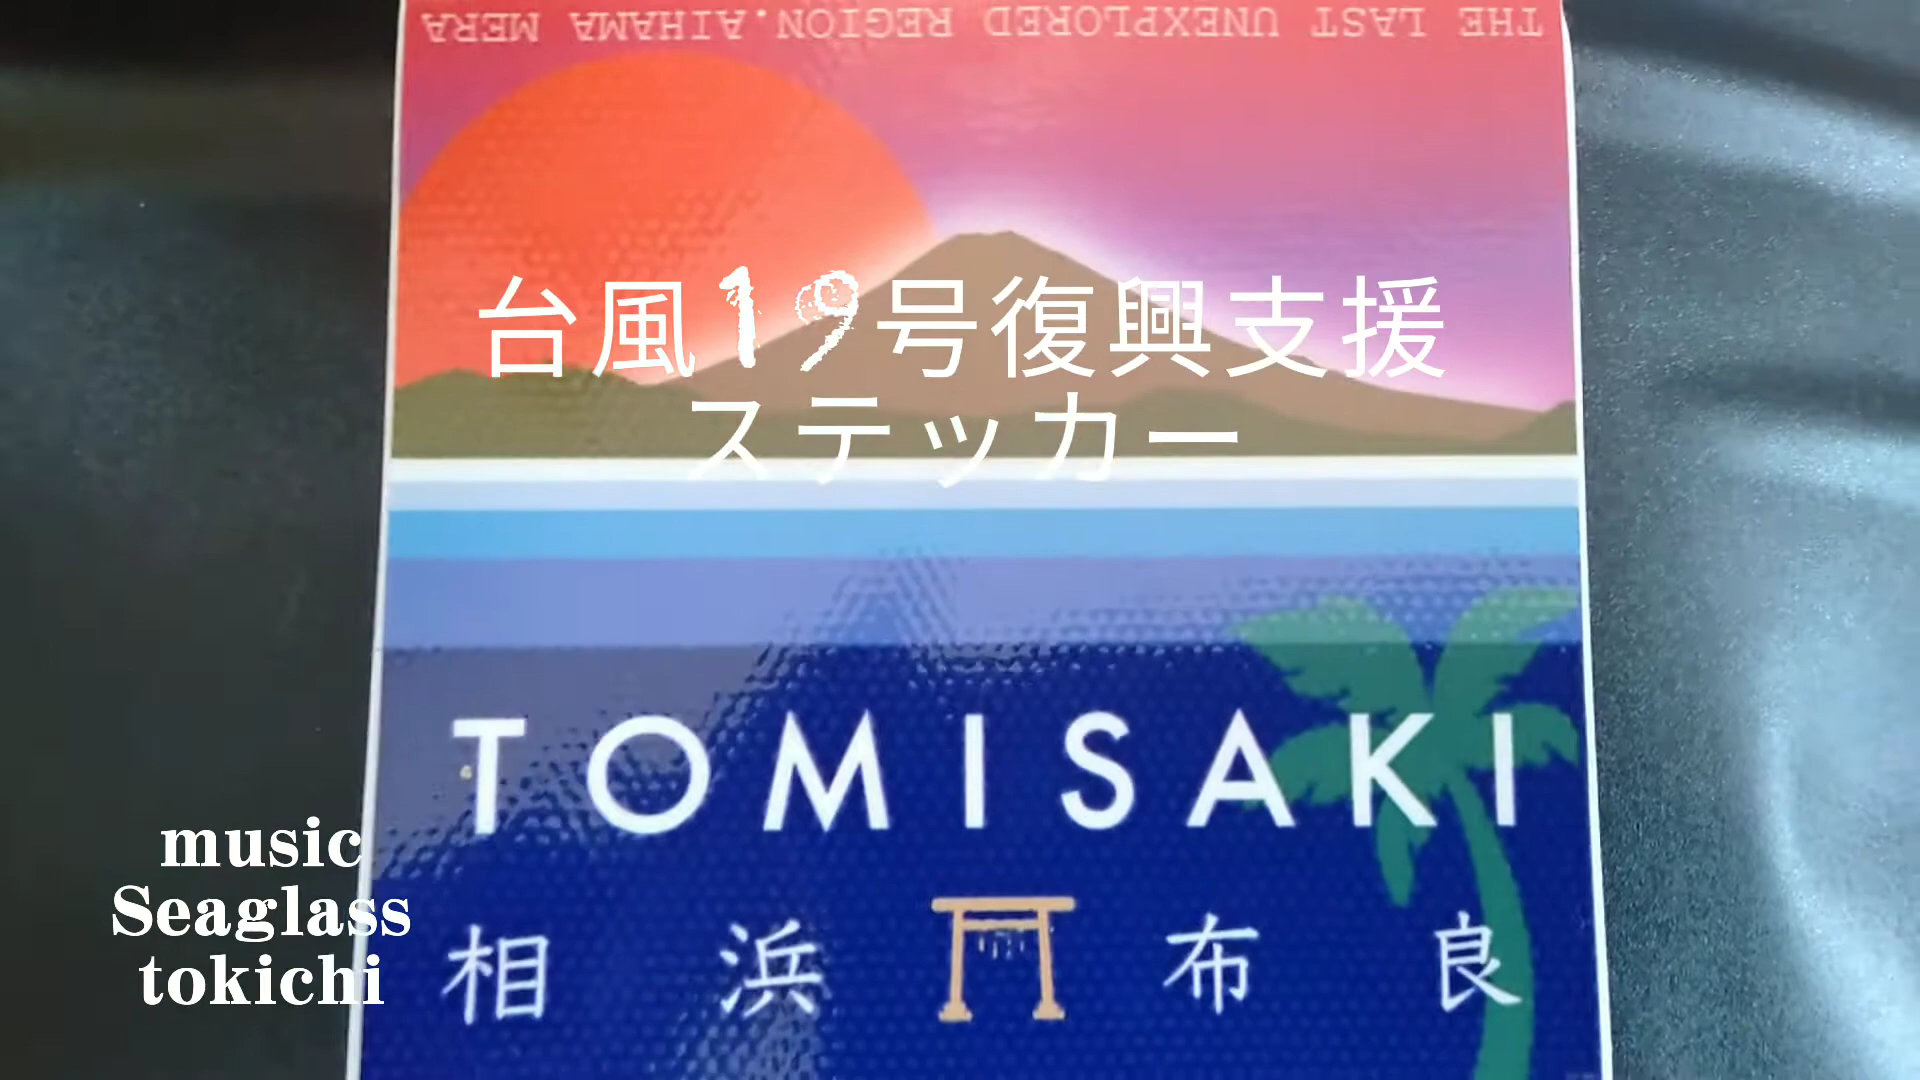 THE LAST UNEXPLORED REGION.AIHAMA MERA
台風19号復興支援
ステッカー
TOMISAKI
相浜 布良
music
Seaglass
tokichi